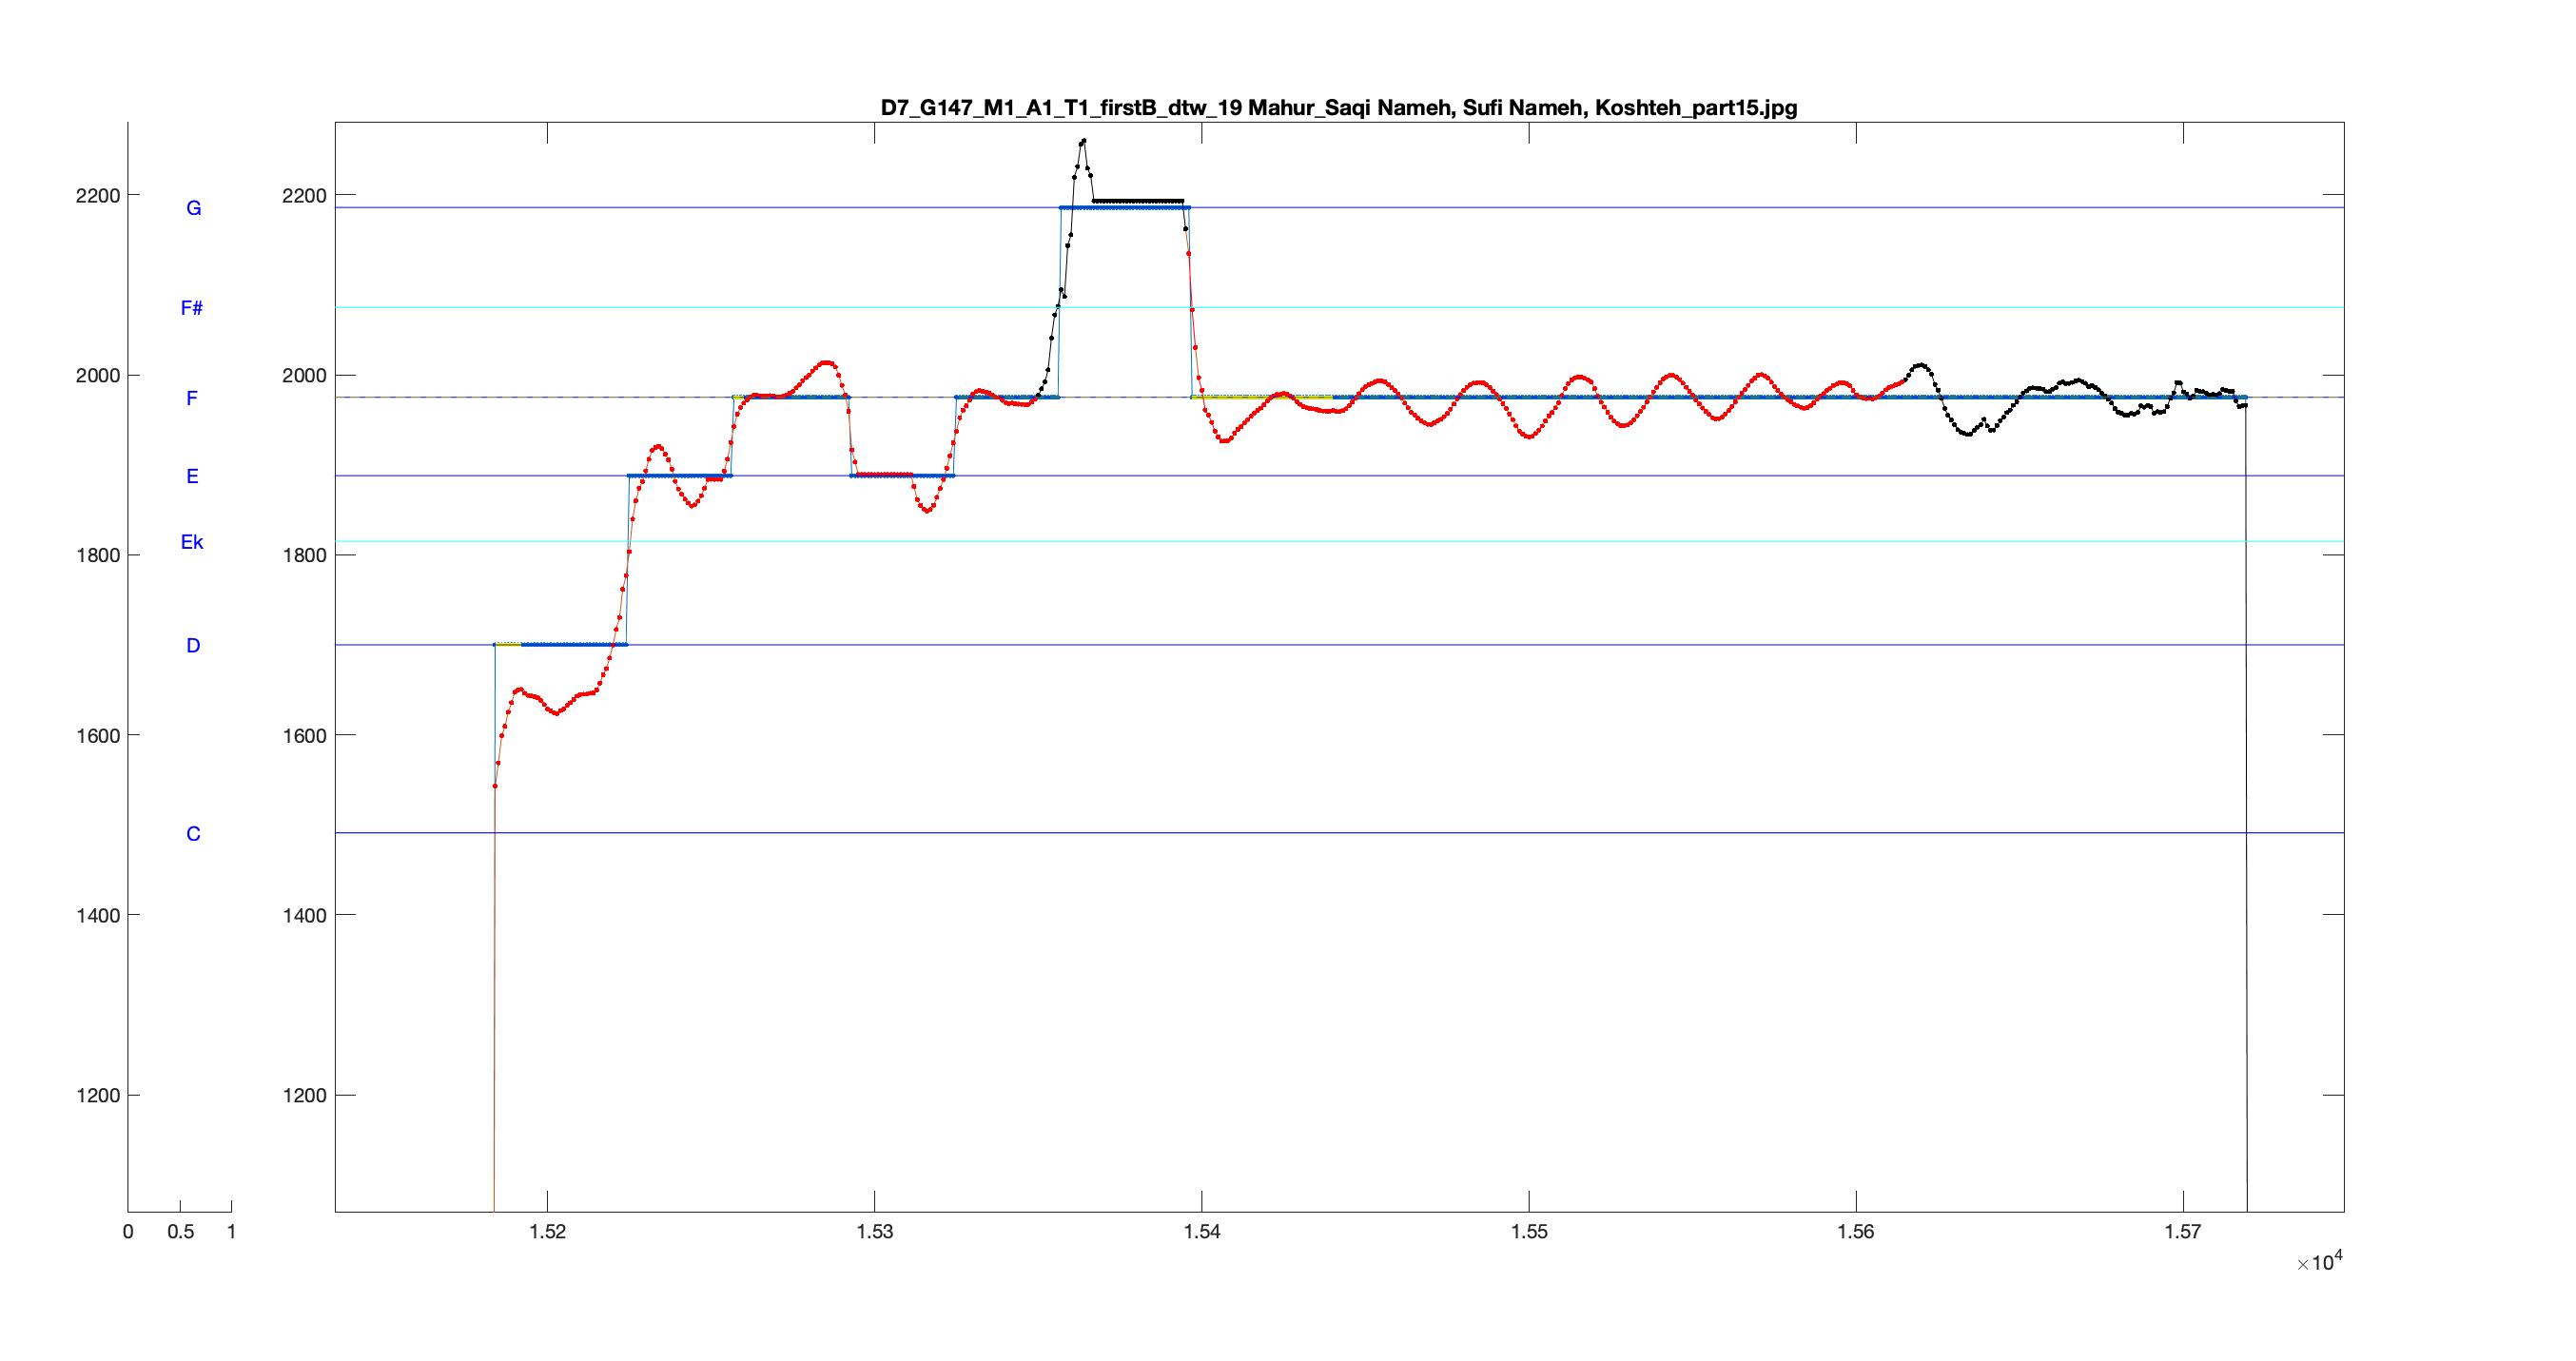 D7_G147_M1_A1_T1_firstB_dtw_19 Mahur_Saqi Nameh, Sufi Nameh, Koshteh_part15.jpg
2200 G 2200
F#
2000 F 2000
E
Ek
1800 1800
D
1600 1600
C
1400 1400
1200 1200
0 0.5 1 1.52 1.53 1.54 1.55 1.56 1.57
×10⁴